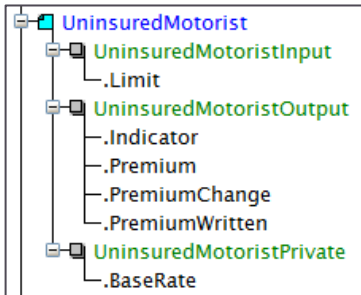 UninsuredMotorist
UninsuredMotoristInput
.Limit
UninsuredMotoristOutput
.Indicator
.Premium
.PremiumChange
.PremiumWritten
UninsuredMotoristPrivate
.BaseRate